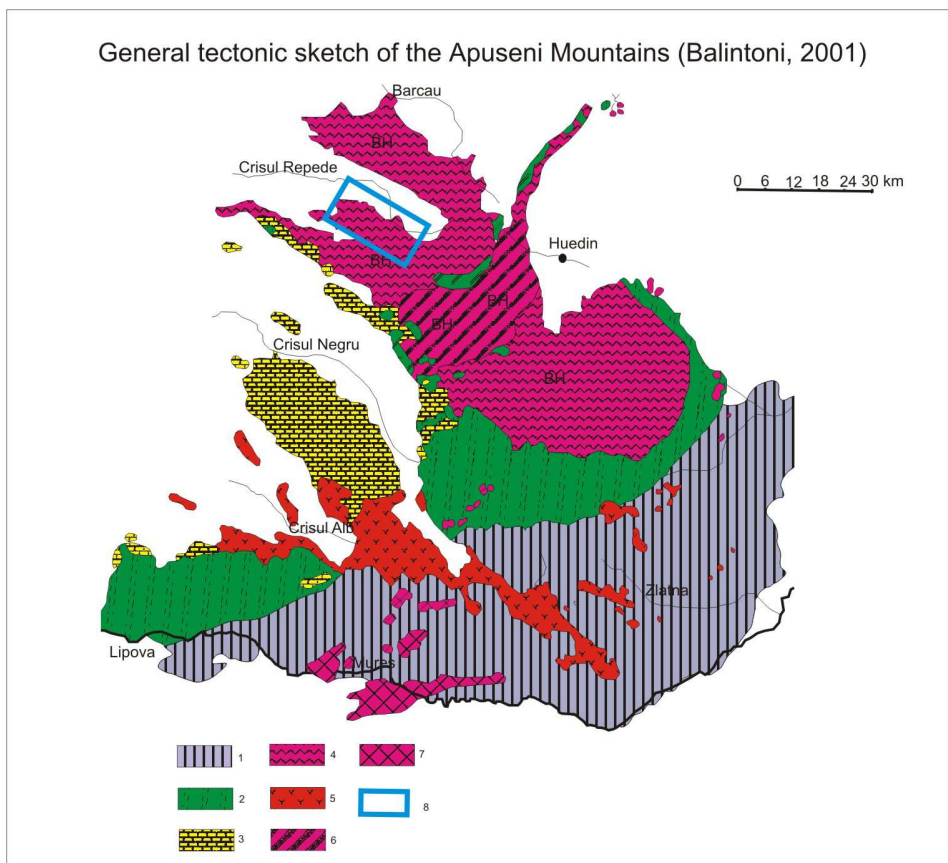 General tectonic sketch of the Apuseni Mountains (Balintoni, 2001)
Barcau
BH
Crisul Repede
0 6 12 18 24 30 km
Huedin
BH
BH
BH
Crisul Negru
BH
Crisul Alb
Zlatna
Lipova
Mures
1
4
7
2
5
8
3
6